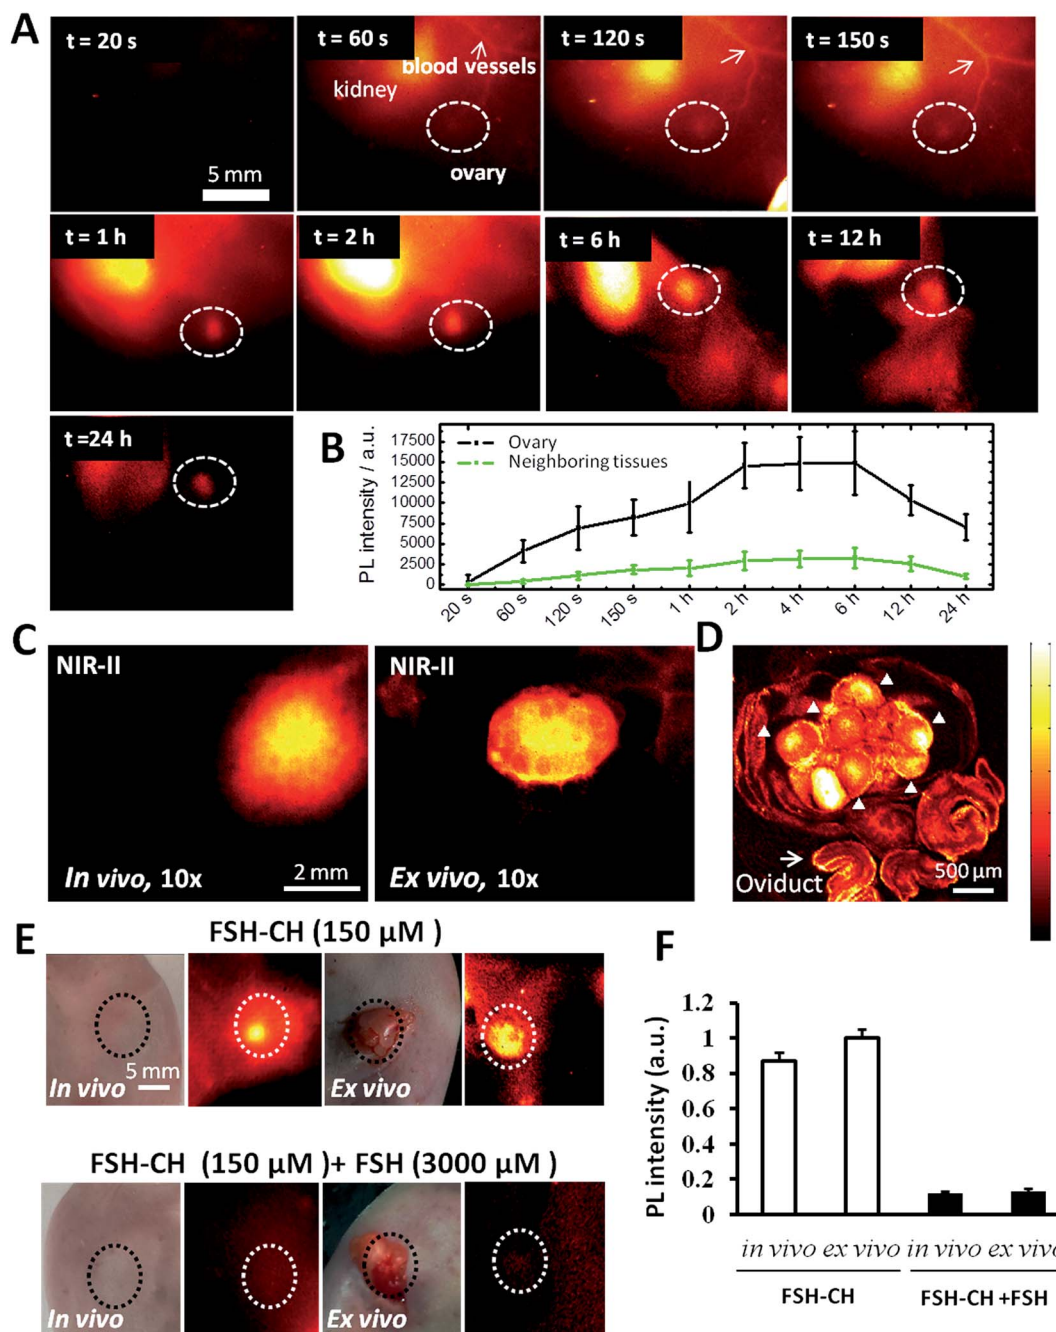 A
t = 20 s
5 mm
t = 60 s
blood vessels
kidney
ovary
t = 120 s
t = 150 s
t = 1 h
t = 2 h
t = 6 h
t = 12 h
t =24 h
B
PL intensity / a.u.
17500
15000
12500
10000
7500
5000
2500
0
Ovary
Neighboring tissues
20 s
60 s
120 s
150 s
1 h
2 h
4 h
6 h
12 h
24 h
C
NIR-II
In vivo, 10x
2 mm
NIR-II
Ex vivo, 10x
D
Oviduct
500 μm
E
FSH-CH (150 μM )
In vivo
5 mm
Ex vivo
FSH-CH (150 μM )+ FSH (3000 μM )
In vivo
Ex vivo
F
PL intensity (a.u.)
1.2
1
0.8
0.6
0.4
0.2
0
in vivo ex vivo in vivo ex vivo
FSH-CH
FSH-CH +FSH